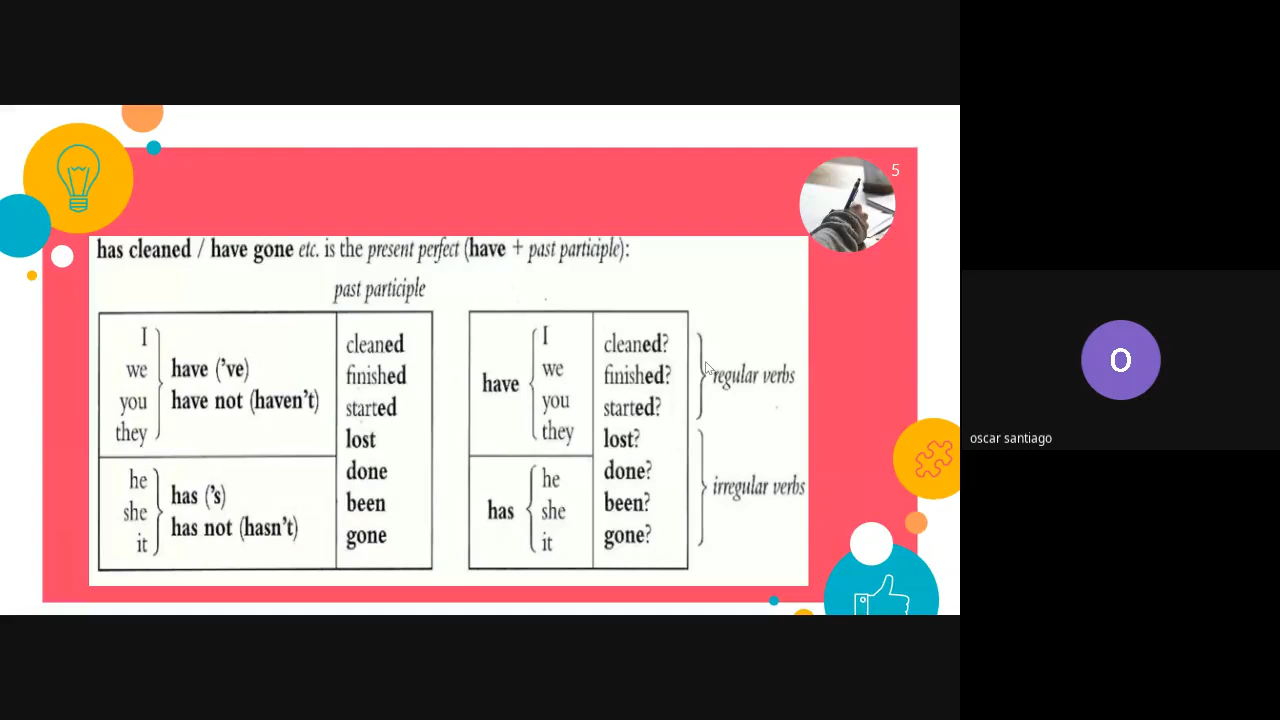 5
has cleaned / have gone etc. is the present perfect (have + past participle):
past participle
I
we
you
they
have ('ve)
have not (haven't)
he
she
it
has ('s)
has not (hasn't)
cleaned
finished
started
lost
done
been
gone
have
I
we
you
they
has
he
she
it
cleaned?
finished?
started?
lost?
done?
been?
gone?
regular verbs
irregular verbs
O
oscar santiago